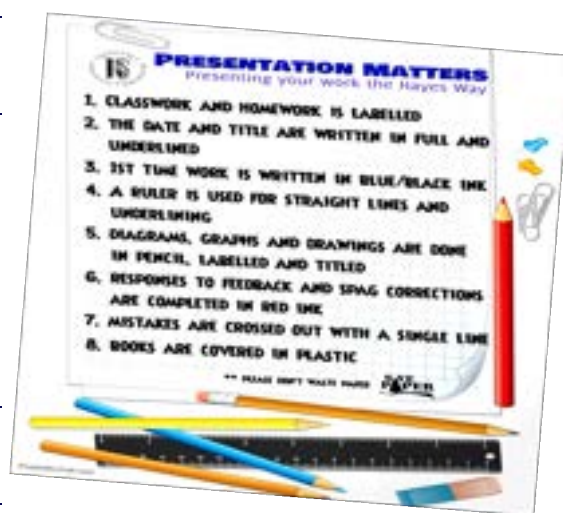 PRESENTATION MATTERS
Presenting your work the Hayes Way
1. CLASSWORK AND HOMEWORK IS LABELLED
2. THE DATE AND TITLE ARE WRITTEN IN FULL AND
UNDERLINED
3. 1ST TIME WORK IS WRITTEN IN BLUE/BLACK INK
4. A RULER IS USED FOR STRAIGHT LINES AND
UNDERLINING
5. DIAGRAMS, GRAPHS AND DRAWINGS ARE DONE
IN PENCIL, LABELLED AND TITLED
6. RESPONSES TO FEEDBACK AND SPAG CORRECTIONS
ARE COMPLETED IN RED INK
7. MISTAKES ARE CROSSED OUT WITH A SINGLE LINE
8. BOOKS ARE COVERED IN PLASTIC
** PLEASE DON'T WASTE PAPER
PAPER